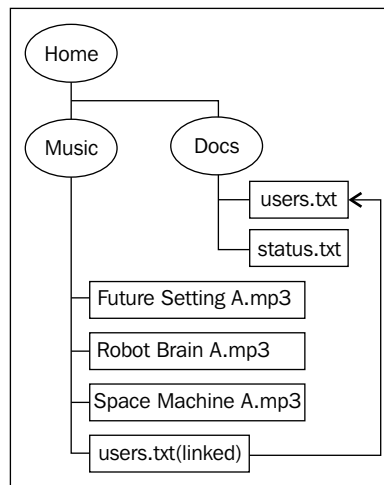 Home
Music
Docs
users.txt
status.txt
Future Setting A.mp3
Robot Brain A.mp3
Space Machine A.mp3
users.txt(linked)